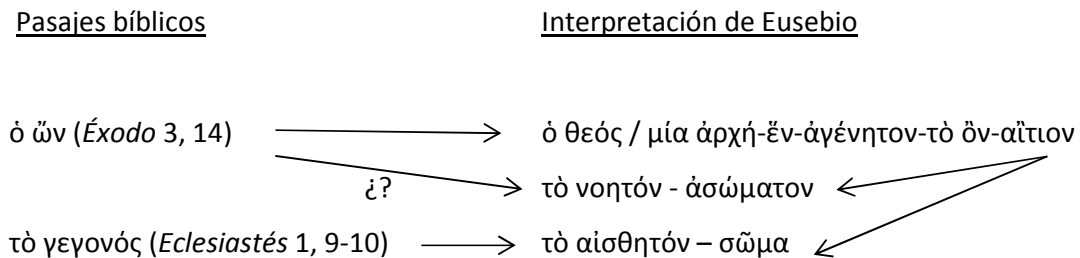 Pasajes bíblicos Interpretación de Eusebio
ὁ ὤν (Éxodo 3, 14) ὁ θεός / μία ἀρχή-ἕν-ἀγένητον-τὸ ὂν-αἴτιον
¿? τὸ νοητόν - ἀσώματον
τὸ γεγονός (Eclesiastés 1, 9-10) τὸ αἰσθητόν – σῶμα